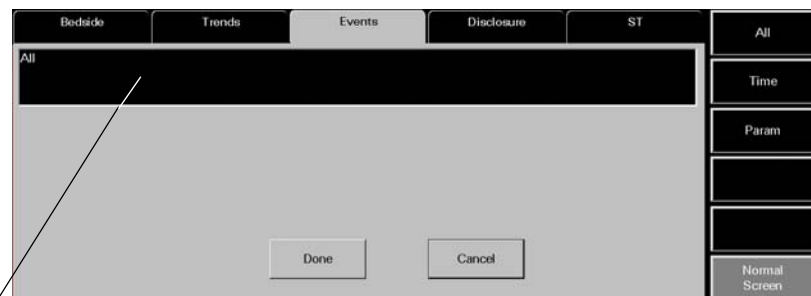 Bedside
Trends
Events
Disclosure
ST
All
All
Time
Param
Done
Cancel
Normal
Screen